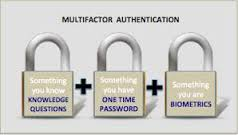 MULTIFACTOR AUTHENTICATION
Something
you know
KNOWLEDGE
QUESTIONS
+
Something
you have
ONE TIME
PASSWORD
+
Something
you are
BIOMETRICS